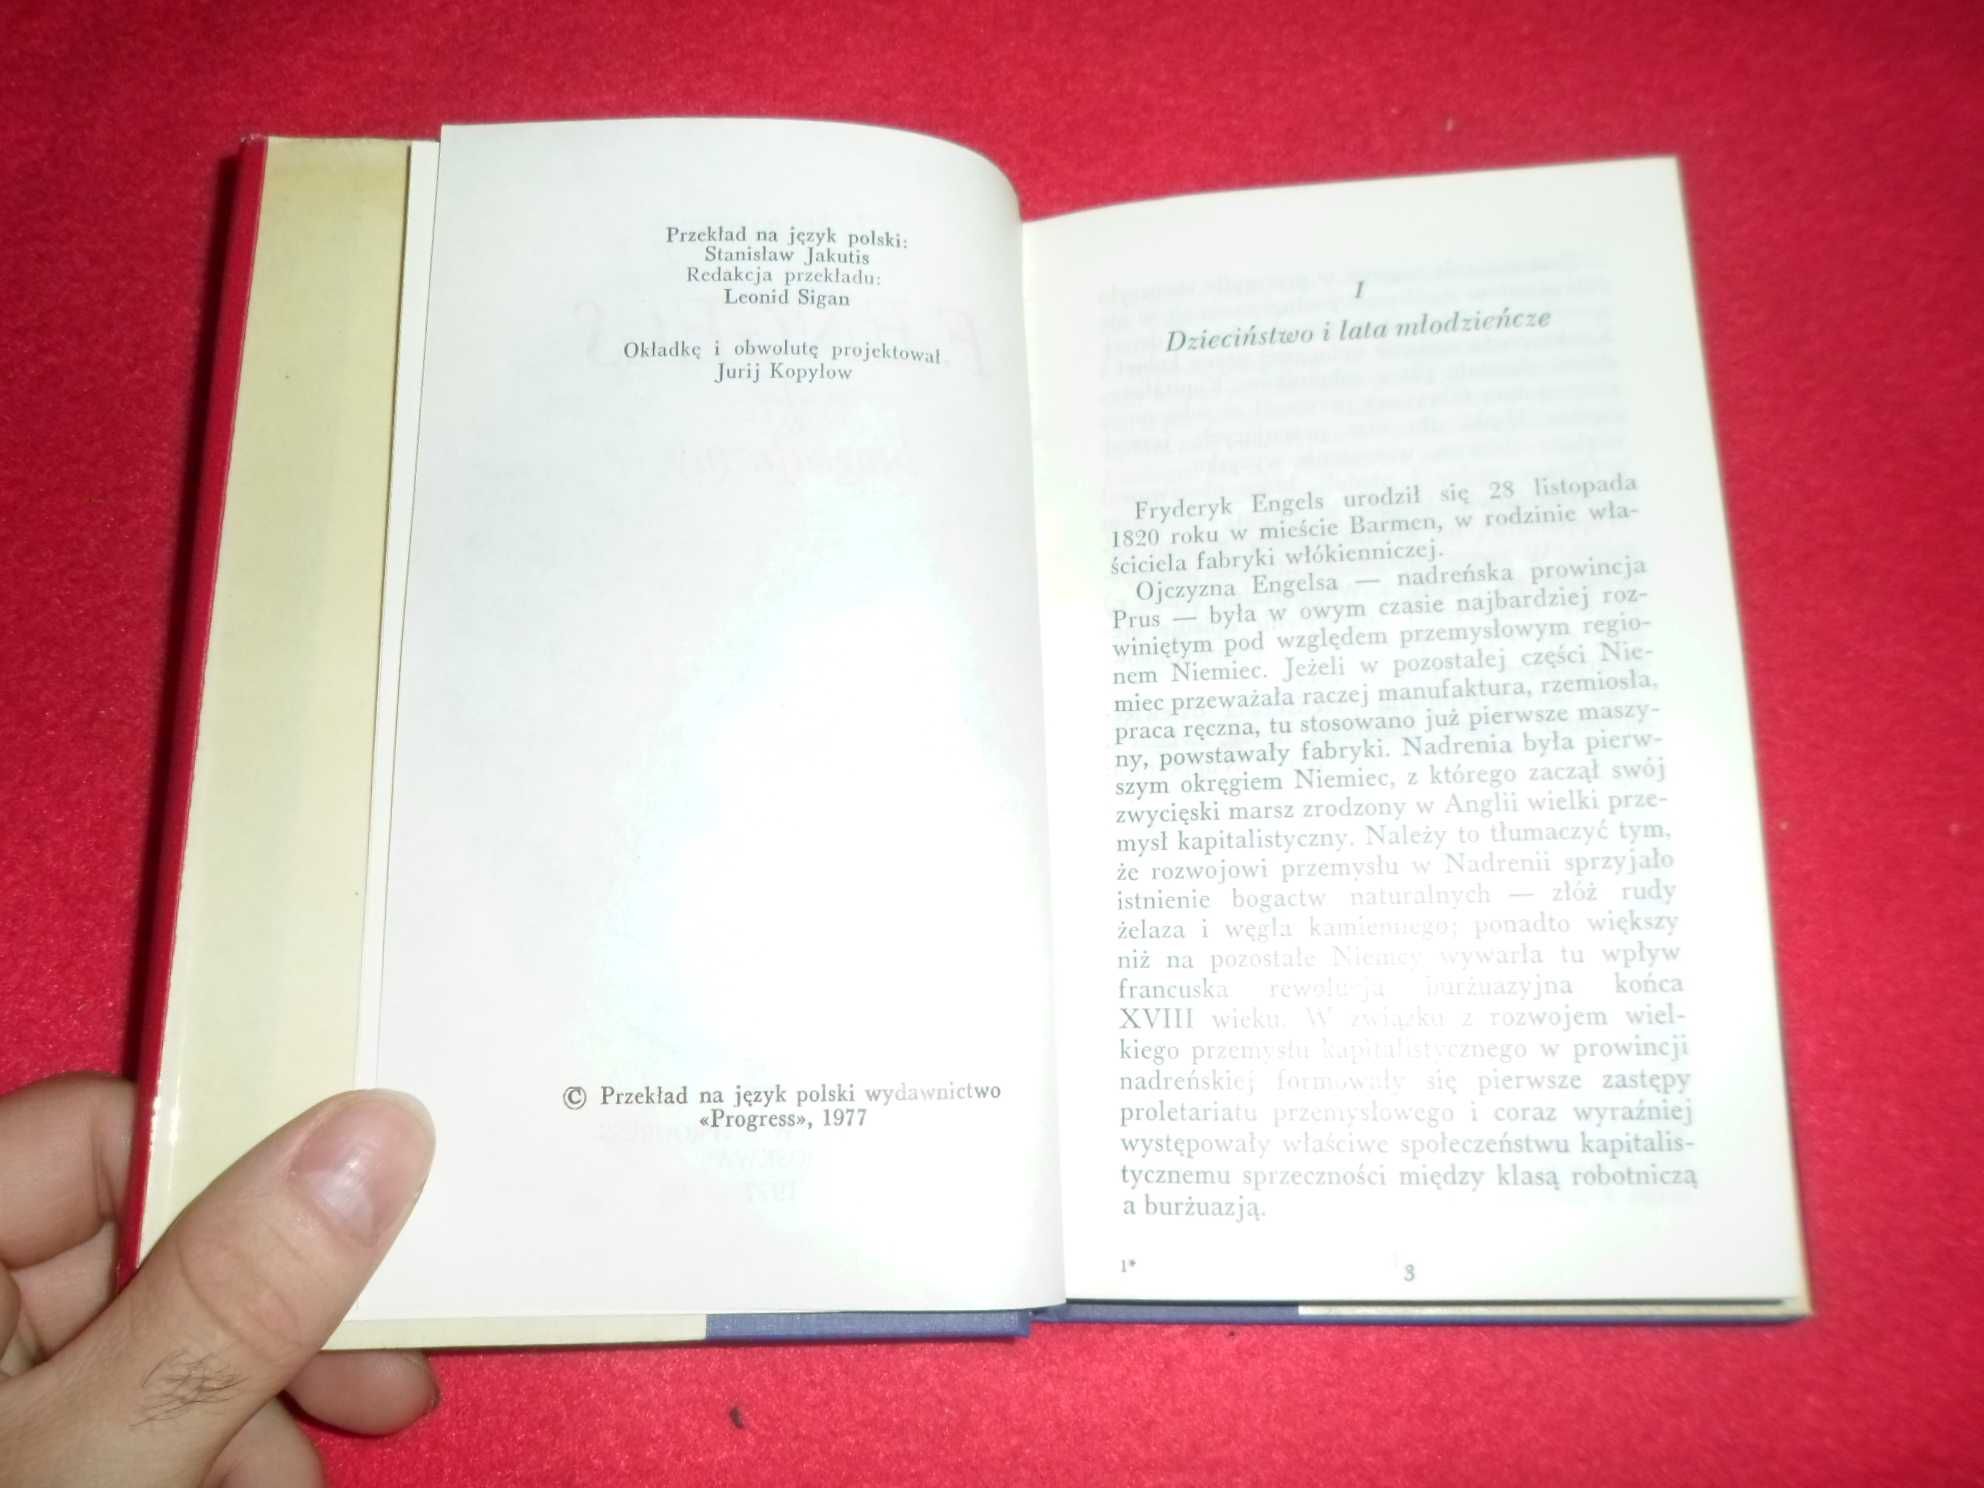 Przekład na język polski:
Stanisław Jakutis
Redakcja przekładu:
Leonid Sigan
Okładkę i obwolutę projektował
Jurij Kopyłow
© Przekład na język polski wydawnictwo
«Progress», 1977
I
Dzieciństwo i lata młodzieńcze
Fryderyk Engels urodził się 28 listopada
1820 roku w mieście Barmen, w rodzinie wła-
ściciela fabryki włókienniczej.
Ojczyzna Engelsa — nadreńska prowincja
Prus — była w owym czasie najbardziej roz-
winiętym pod względem przemysłowym regio-
nem Niemiec. Jeżeli w pozostałej części Nie-
miec przeważała raczej manufaktura, rzemiosła,
praca ręczna, tu stosowano już pierwsze maszy-
ny, powstawały fabryki. Nadrenia była pierw-
szym okręgiem Niemiec, z którego zaczął swój
zwycięski marsz zrodzony w Anglii wielki prze-
mysł kapitalistyczny. Należy to tłumaczyć tym,
że rozwojowi przemysłu w Nadrenii sprzyjało
istnienie bogactw naturalnych — złóż rudy
żelaza i węgla kamiennego; ponadto większy
niż na pozostałe Niemcy wywarła tu wpływ
francuska rewolucja burżuazyjna końca
XVIII wieku. W związku z rozwojem wiel-
kiego przemysłu kapitalistycznego w prowincji
nadreńskiej formowały się pierwsze zastępy
proletariatu przemysłowego i coraz wyraźniej
występowały właściwe społeczeństwu kapitalis-
tycznemu sprzeczności między klasą robotniczą
a burżuazją.
1*
3